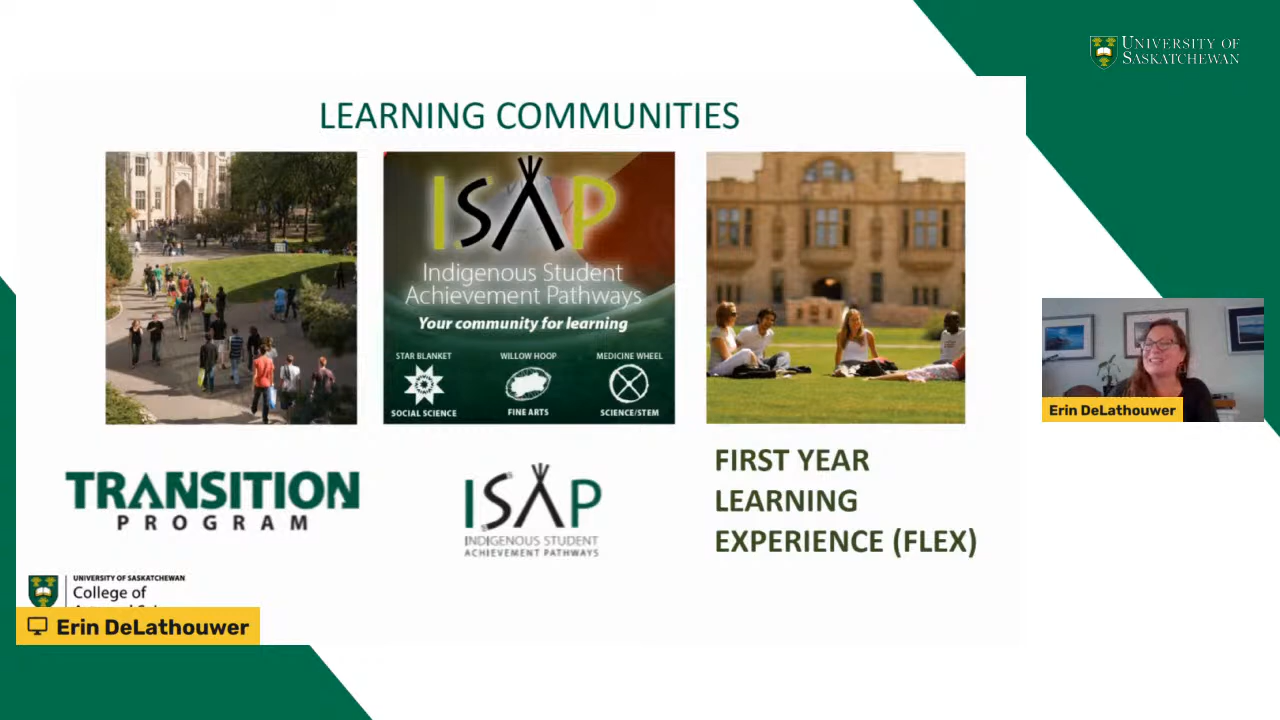 UNIVERSITY OF
SASKATCHEWAN
LEARNING COMMUNITIES
ISAP
Indigenous Student
Achievement Pathways
Your community for learning
STAR BLANKET
WILLOW HOOP
MEDICINE WHEEL
SOCIAL SCIENCE
FINE ARTS
SCIENCE/STEM
Erin DeLathouwer
TRANSITION
PROGRAM
ISAP
INDIGENOUS STUDENT
ACHIEVEMENT PATHWAYS
FIRST YEAR
LEARNING
EXPERIENCE (FLEX)
UNIVERSITY OF SASKATCHEWAN
College of
Erin DeLathouwer